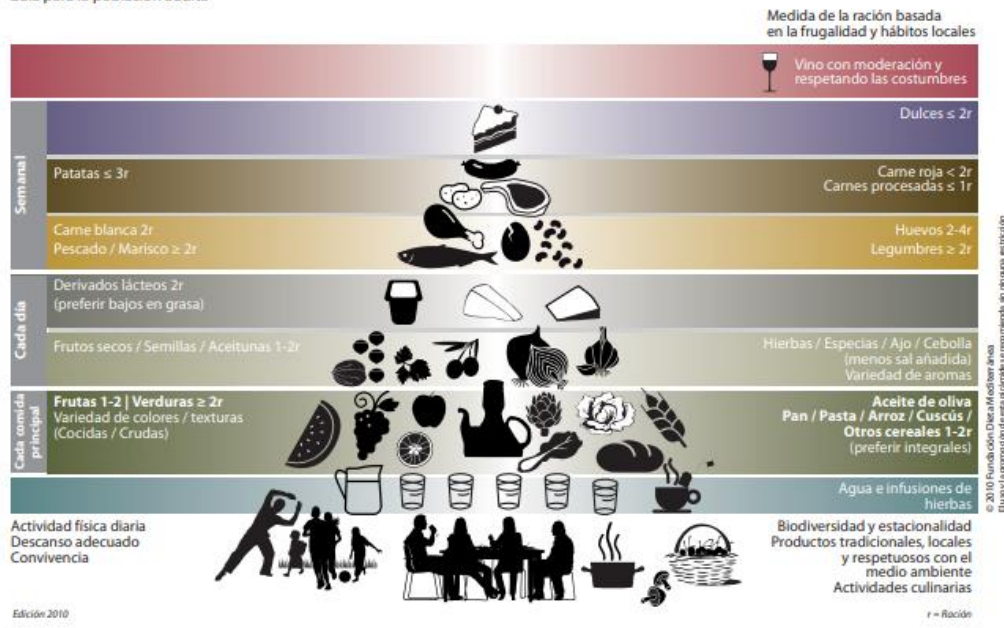 Medida de la ración basada
en la frugalidad y hábitos locales
Vino con moderación y
respetando las costumbres
Semanal
Dulces ≤ 2r
Patatas ≤ 3r
Carne roja < 2r
Carnes procesadas ≤ 1r
Carne blanca 2r
Pescado / Marisco ≥ 2r
Huevos 2-4r
Legumbres ≥ 2r
Cada día
Derivados lácteos 2r
(preferir bajos en grasa)
Frutos secos / Semillas / Aceitunas 1-2r
Hierbas / Especias / Ajo / Cebolla
(menos sal añadida)
Variedad de aromas
Cada comida
principal
Frutas 1-2 | Verduras ≥ 2r
Variedad de colores / texturas
(Cocidas / Crudas)
Aceite de oliva
Pan / Pasta / Arroz / Cuscús /
Otros cereales 1-2r
(preferir integrales)
Agua e infusiones de
hierbas
Actividad física diaria
Descanso adecuado
Convivencia
Biodiversidad y estacionalidad
Productos tradicionales, locales
y respetuosos con el
medio ambiente
Actividades culinarias
Edición 2010
r = Ración
© 2010 Fundación Dieta Mediterránea